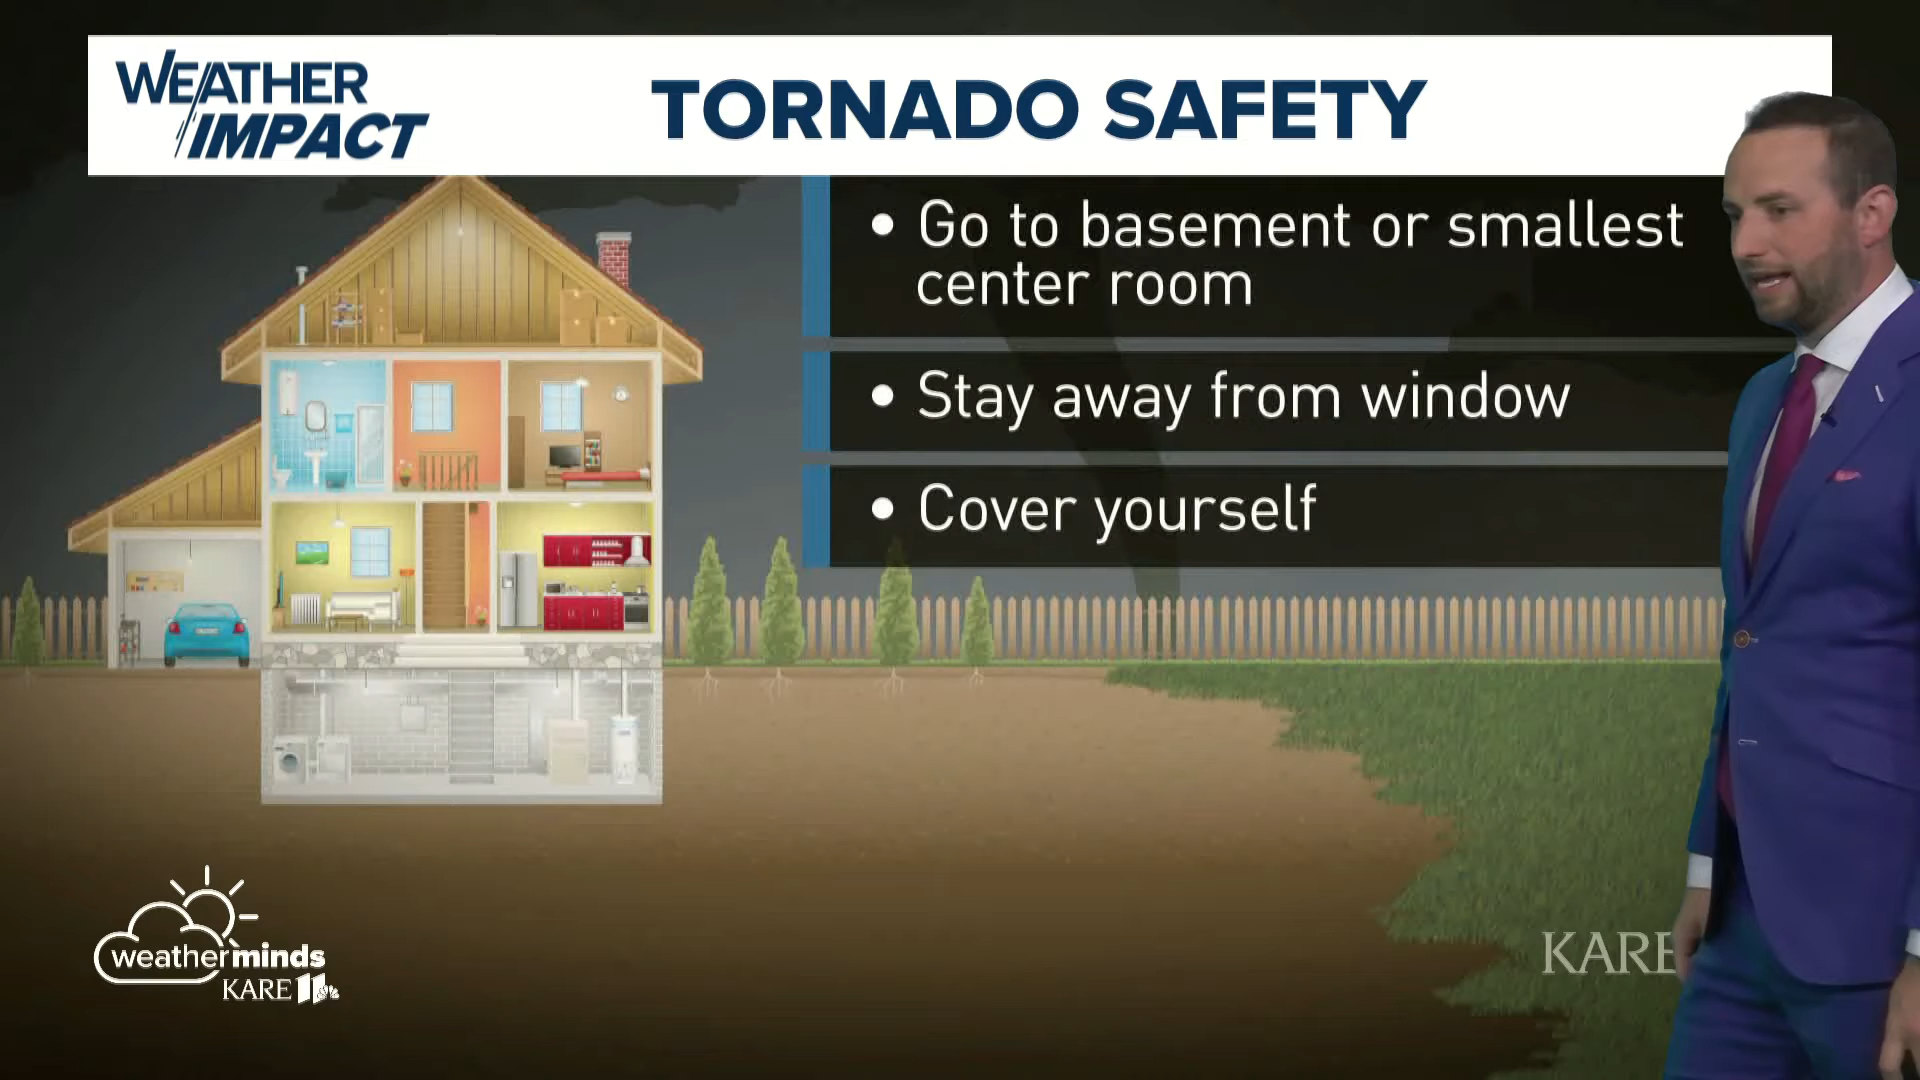 WEATHER
IMPACT
TORNADO SAFETY
• Go to basement or smallest
center room
• Stay away from window
• Cover yourself
weatherminds
KARE 11
KARE